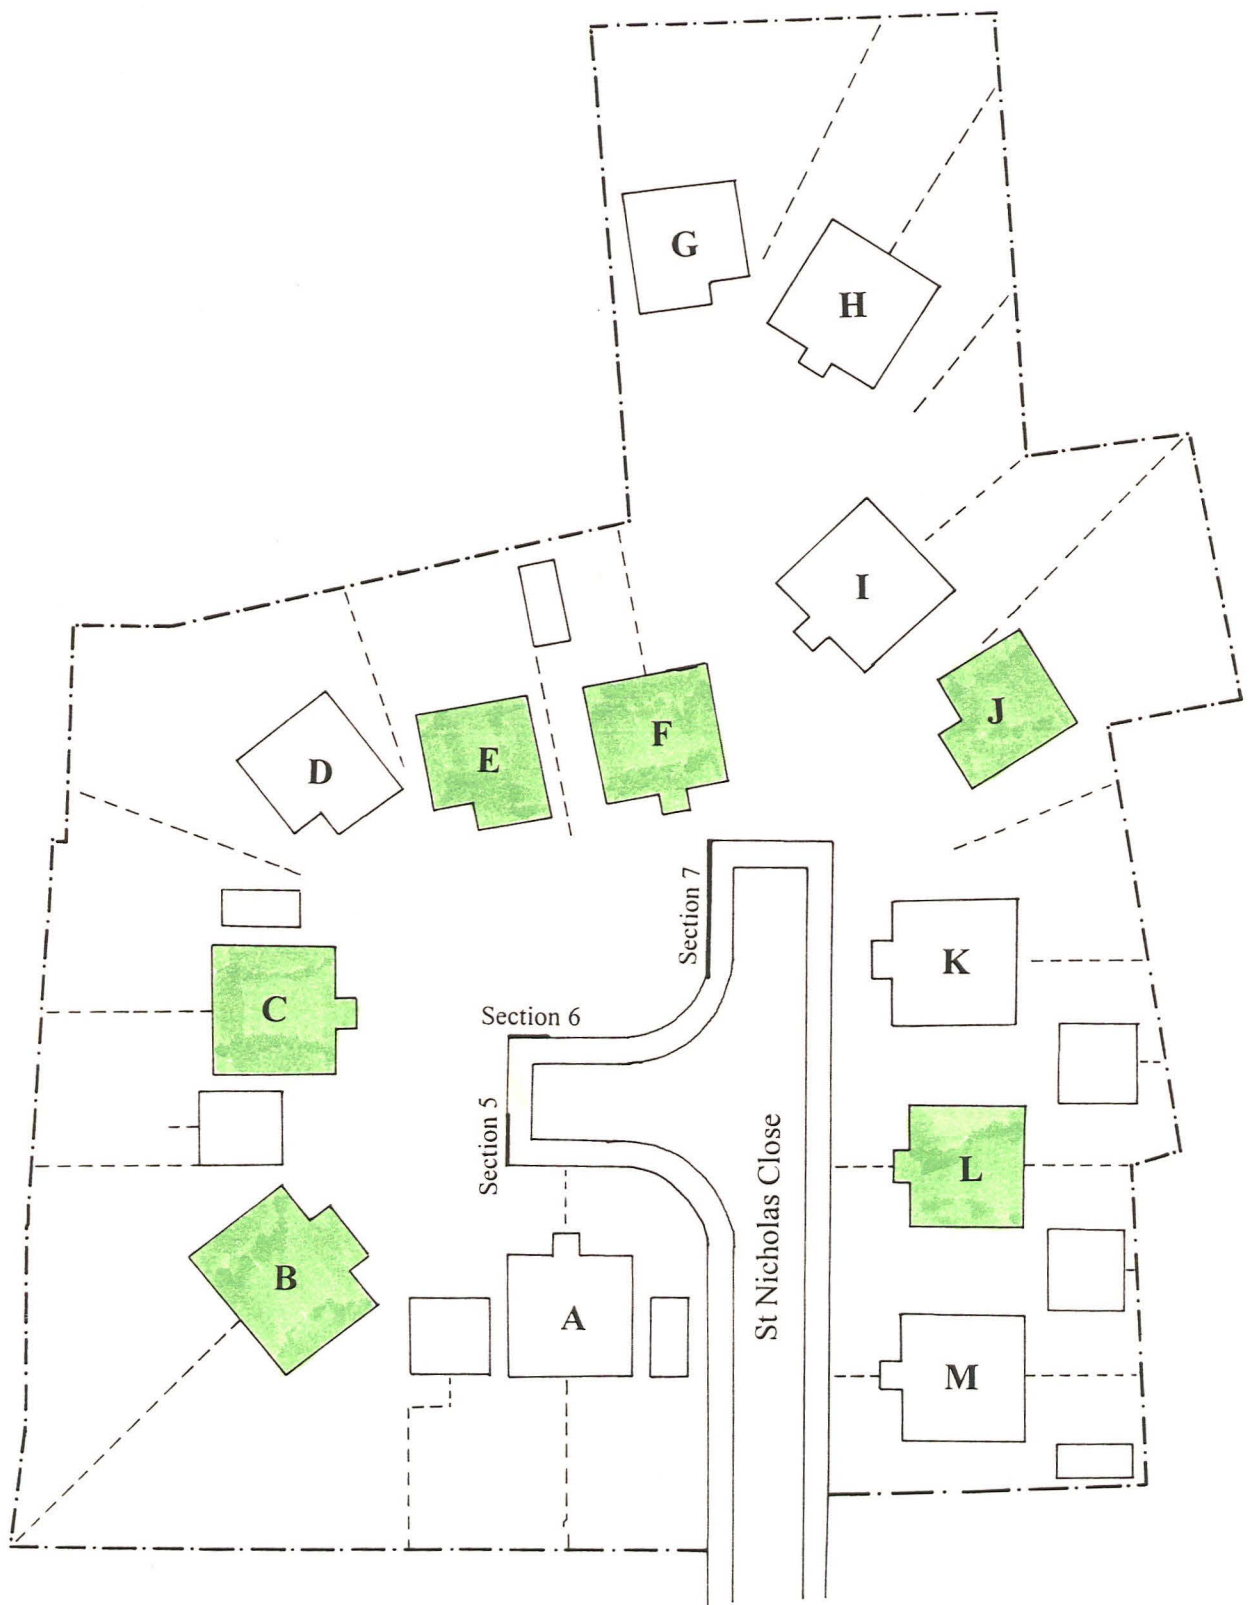 G
H
I
J
F
E
D
Section 7
K
C
Section 6
Section 5
St Nicholas Close
L
B
A
M